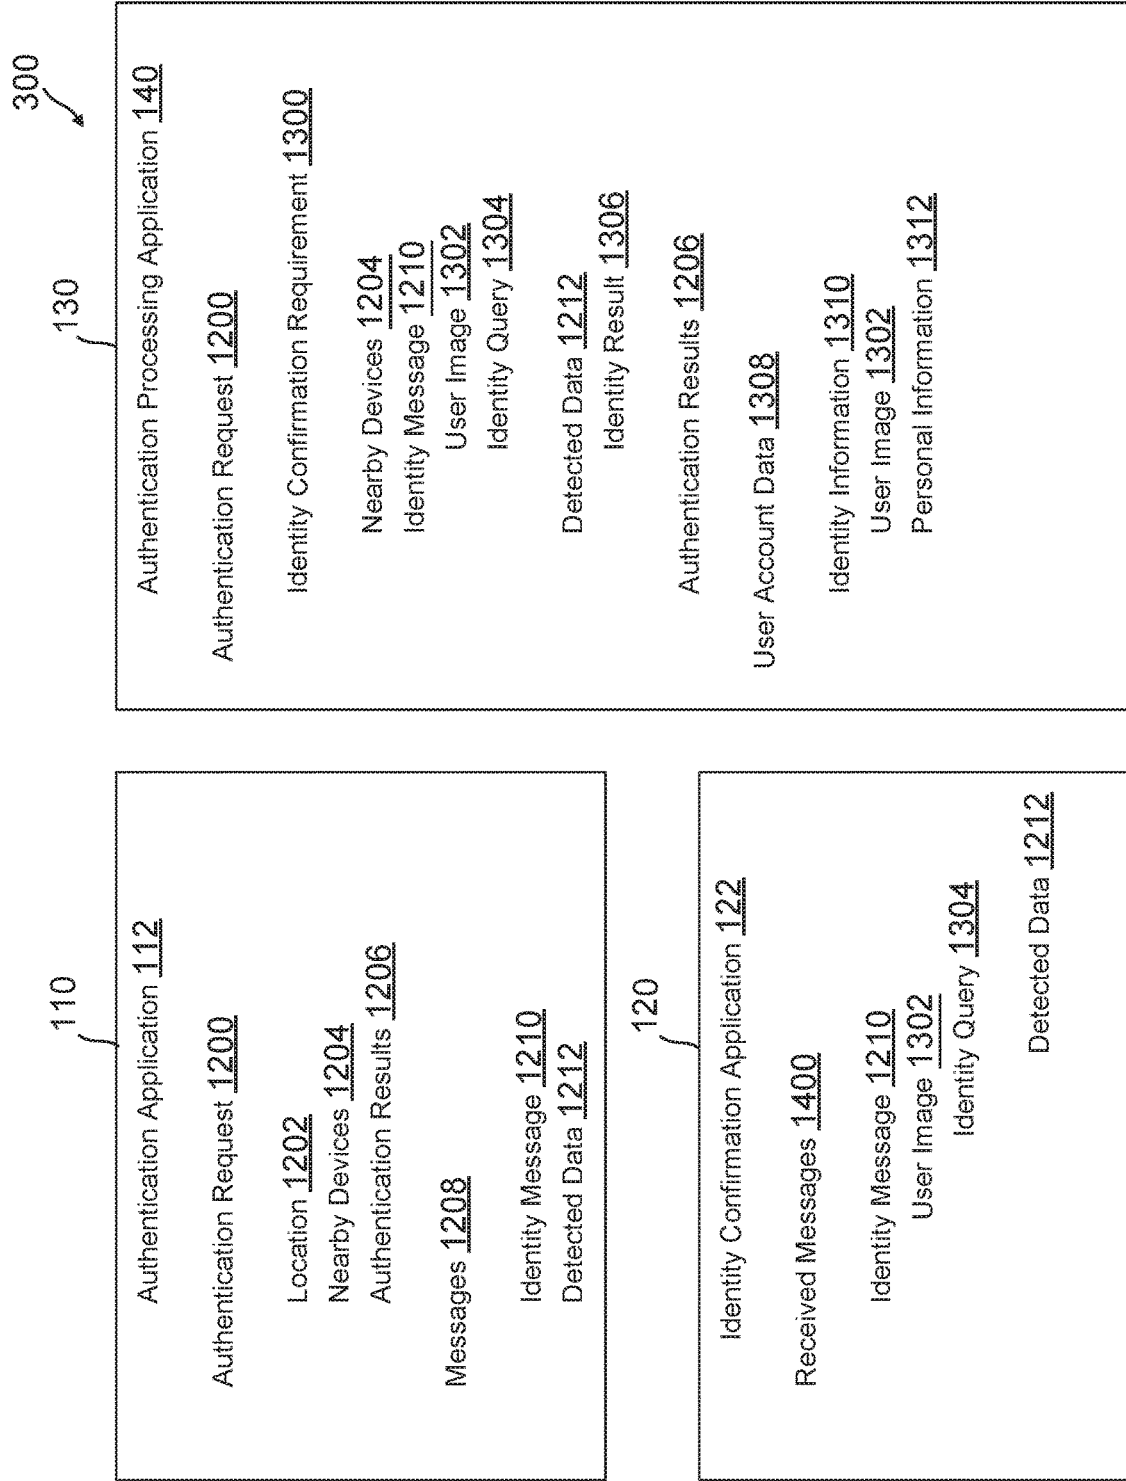 300
110
Authentication Application 112
Authentication Request 1200
Location 1202
Nearby Devices 1204
Authentication Results 1206
Messages 1208
Identity Message 1210
Detected Data 1212
120
Identity Confirmation Application 122
Received Messages 1400
Identity Message 1210
User Image 1302
Identity Query 1304
Detected Data 1212
130
Authentication Processing Application 140
Authentication Request 1200
Identity Confirmation Requirement 1300
Nearby Devices 1204
Identity Message 1210
User Image 1302
Identity Query 1304
Detected Data 1212
Identity Result 1306
Authentication Results 1206
User Account Data 1308
Identity Information 1310
User Image 1302
Personal Information 1312